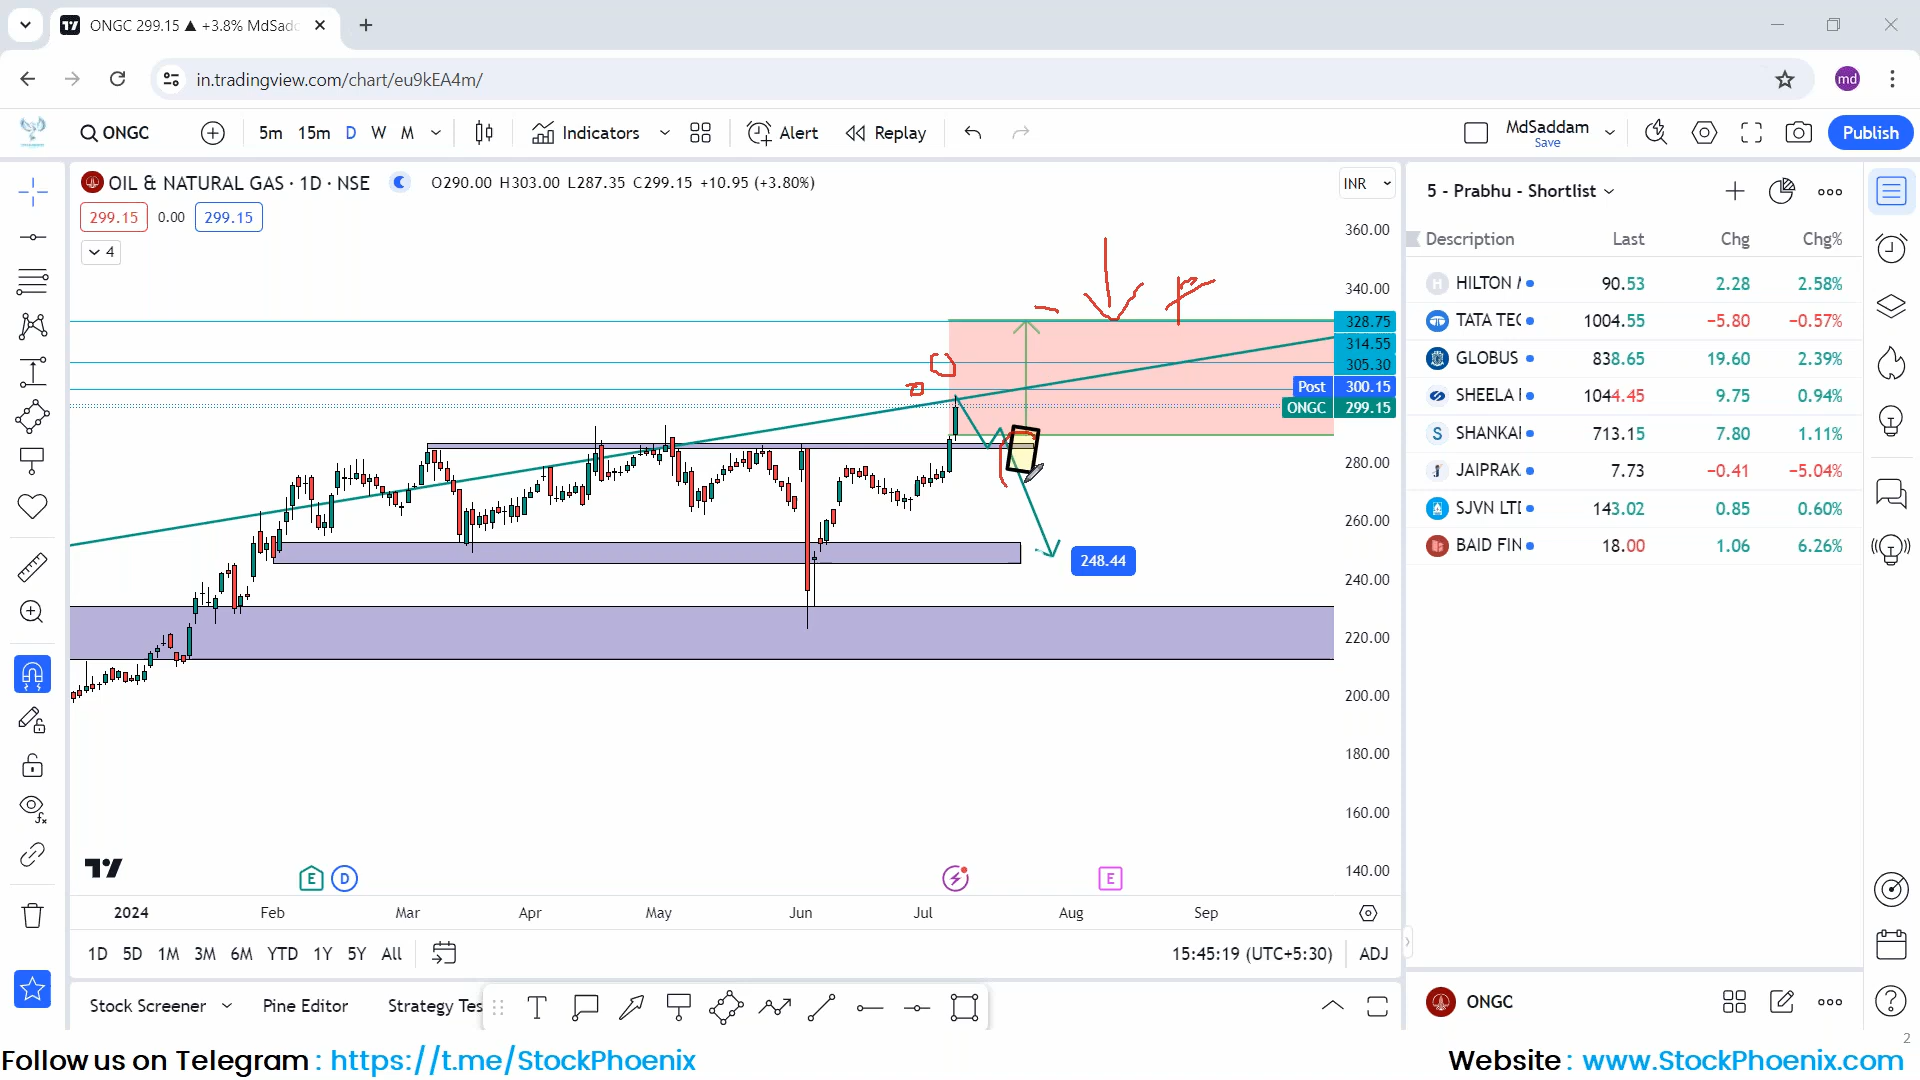 ONGC 299.15 ▲ +3.8% MdSadd
in.tradingview.com/chart/eu9kEA4m/
md
ONGC
5m 15m D W M
Indicators
Alert
Replay
MdSaddam
Save
Publish
OIL & NATURAL GAS · 1D · NSE
O290.00 H303.00 L287.35 C299.15 +10.95 (+3.80%)
INR
299.15 0.00 299.15
4
360.00
340.00
328.75
314.55
305.30
Post 300.15
ONGC 299.15
280.00
260.00
248.44
240.00
220.00
200.00
180.00
160.00
140.00
E D E
2024 Feb Mar Apr May Jun Jul Aug Sep
1D 5D 1M 3M 6M YTD 1Y 5Y All
15:45:19 (UTC+5:30) ADJ
Stock Screener Pine Editor Strategy Tes
5 - Prabhu - Shortlist
Description Last Chg Chg%
H HILTON 90.53 2.28 2.58%
TATA TEC 1004.55 −5.80 −0.57%
GLOBUS 838.65 19.60 2.39%
SHEELA 1044.45 9.75 0.94%
S SHANKA 713.15 7.80 1.11%
JAIPRAK 7.73 −0.41 −5.04%
SJVN LT 143.02 0.85 0.60%
BAID FIN 18.00 1.06 6.26%
ONGC
2
Follow us on Telegram : https://t.me/StockPhoenix
Website : www.StockPhoenix.com